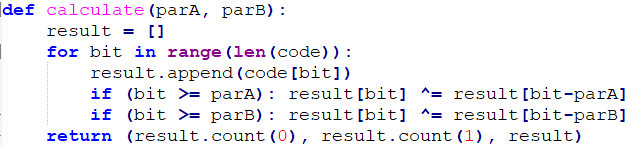 def calculate(parA, parB):
    result = []
    for bit in range(len(code)):
        result.append(code[bit])
        if (bit >= parA): result[bit] ^= result[bit-parA]
        if (bit >= parB): result[bit] ^= result[bit-parB]
    return (result.count(0), result.count(1), result)